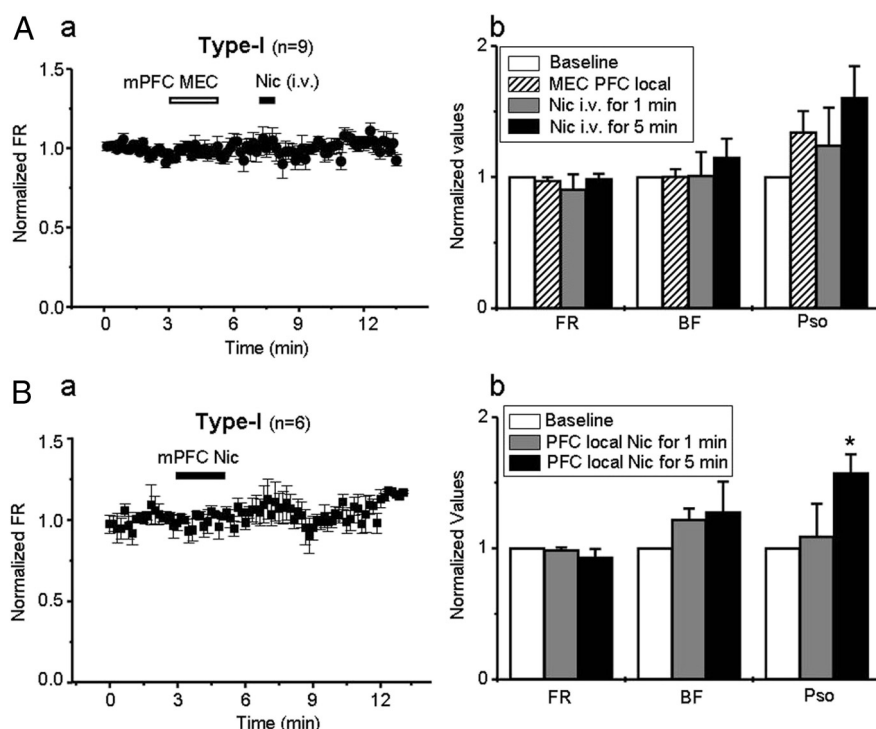 A
a
Type-I (n=9)
mPFC MEC
Nic (i.v.)
1.5
1.0
0.5
0.0
Normalized FR
0
3
6
9
12
Time (min)
b
2
1
0
Normalized values
Baseline
MEC PFC local
Nic i.v. for 1 min
Nic i.v. for 5 min
FR
BF
Pso
B
a
Type-I (n=6)
mPFC Nic
1.5
1.0
0.5
0.0
Normalized FR
0
3
6
9
12
Time (min)
b
2
1
0
Normalized Values
Baseline
PFC local Nic for 1 min
PFC local Nic for 5 min
*
FR
BF
Pso